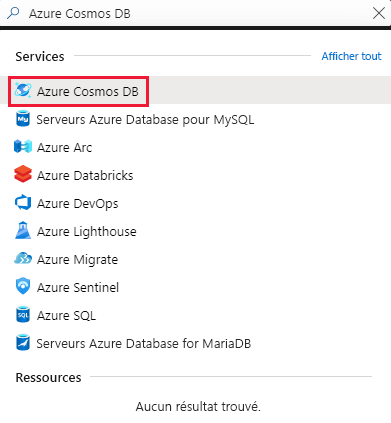 Azure Cosmos DB
Services
Afficher tout
Azure Cosmos DB
Serveurs Azure Database pour MySQL
Azure Arc
Azure Databricks
Azure DevOps
Azure Lighthouse
Azure Migrate
Azure Sentinel
Azure SQL
Serveurs Azure Database for MariaDB
Ressources
Aucun résultat trouvé.